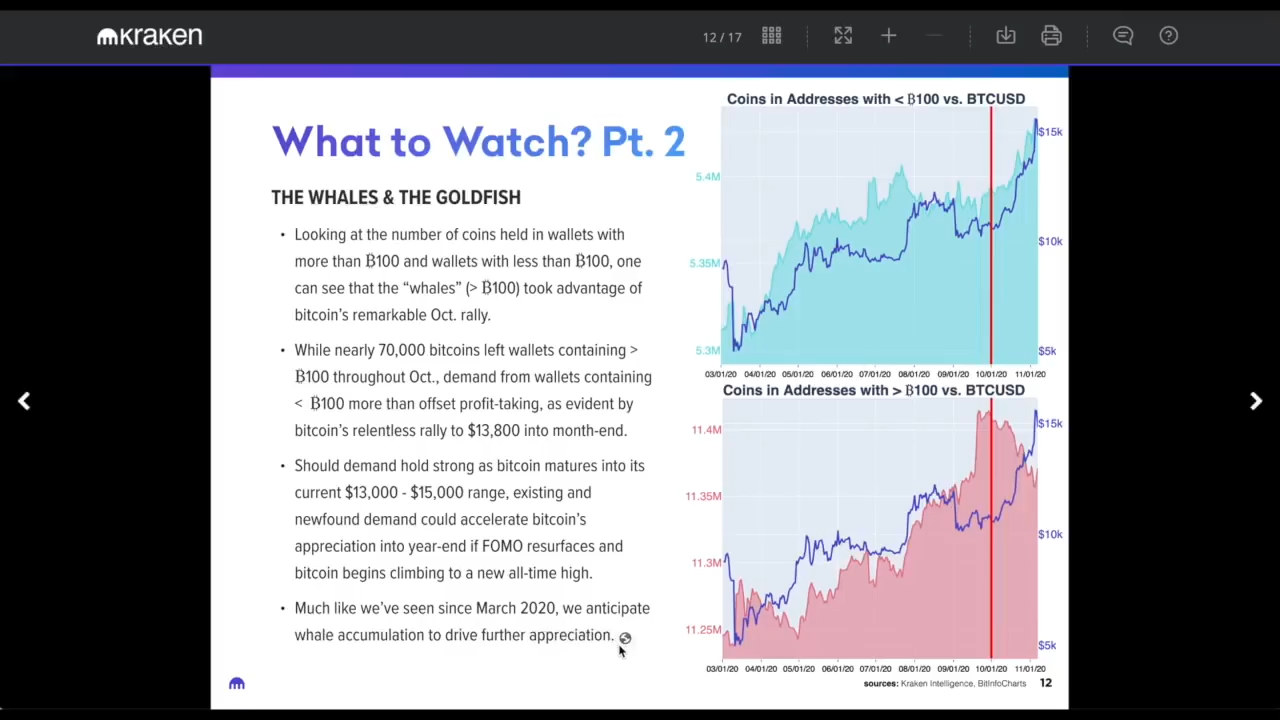 kraken
12 / 17
What to Watch? Pt. 2
THE WHALES & THE GOLDFISH
• Looking at the number of coins held in wallets with
more than ₿100 and wallets with less than ₿100, one
can see that the “whales” (> ₿100) took advantage of
bitcoin’s remarkable Oct. rally.
• While nearly 70,000 bitcoins left wallets containing >
₿100 throughout Oct., demand from wallets containing
< ₿100 more than offset profit-taking, as evident by
bitcoin’s relentless rally to $13,800 into month-end.
• Should demand hold strong as bitcoin matures into its
current $13,000 - $15,000 range, existing and
newfound demand could accelerate bitcoin’s
appreciation into year-end if FOMO resurfaces and
bitcoin begins climbing to a new all-time high.
• Much like we’ve seen since March 2020, we anticipate
whale accumulation to drive further appreciation.
Coins in Addresses with < ₿100 vs. BTCUSD
$15k
5.4M
$10k
5.35M
5.3M
$5k
03/01/20 04/01/20 05/01/20 06/01/20 07/01/20 08/01/20 09/01/20 10/01/20 11/01/20
Coins in Addresses with > ₿100 vs. BTCUSD
11.4M
$15k
11.35M
$10k
11.3M
11.25M
$5k
03/01/20 04/01/20 05/01/20 06/01/20 07/01/20 08/01/20 09/01/20 10/01/20 11/01/20
sources: Kraken Intelligence, BitInfoCharts 12